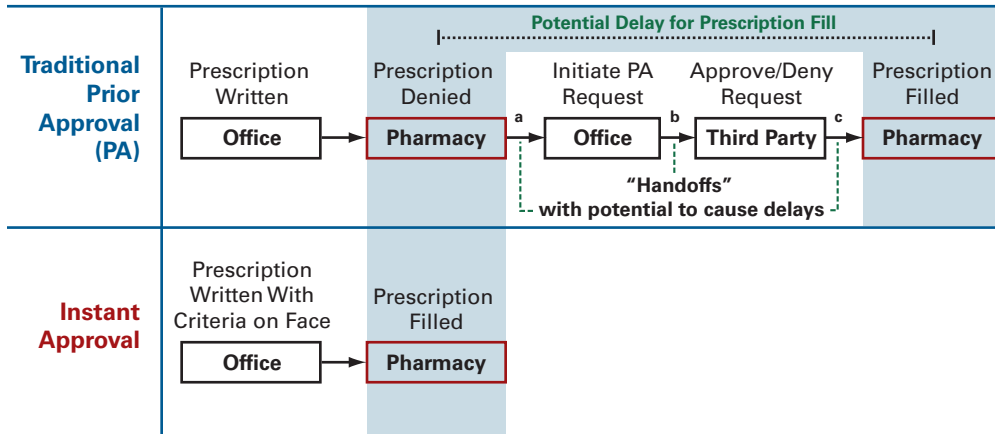 Potential Delay for Prescription Fill
Traditional
Prior
Approval
(PA)
Prescription
Written
Office
Prescription
Denied
Pharmacy
a
Initiate PA
Request
Office
b
Approve/Deny
Request
Third Party
c
Prescription
Filled
Pharmacy
“Handoffs”
with potential to cause delays
Instant
Approval
Prescription
Written With
Criteria on Face
Office
Prescription
Filled
Pharmacy